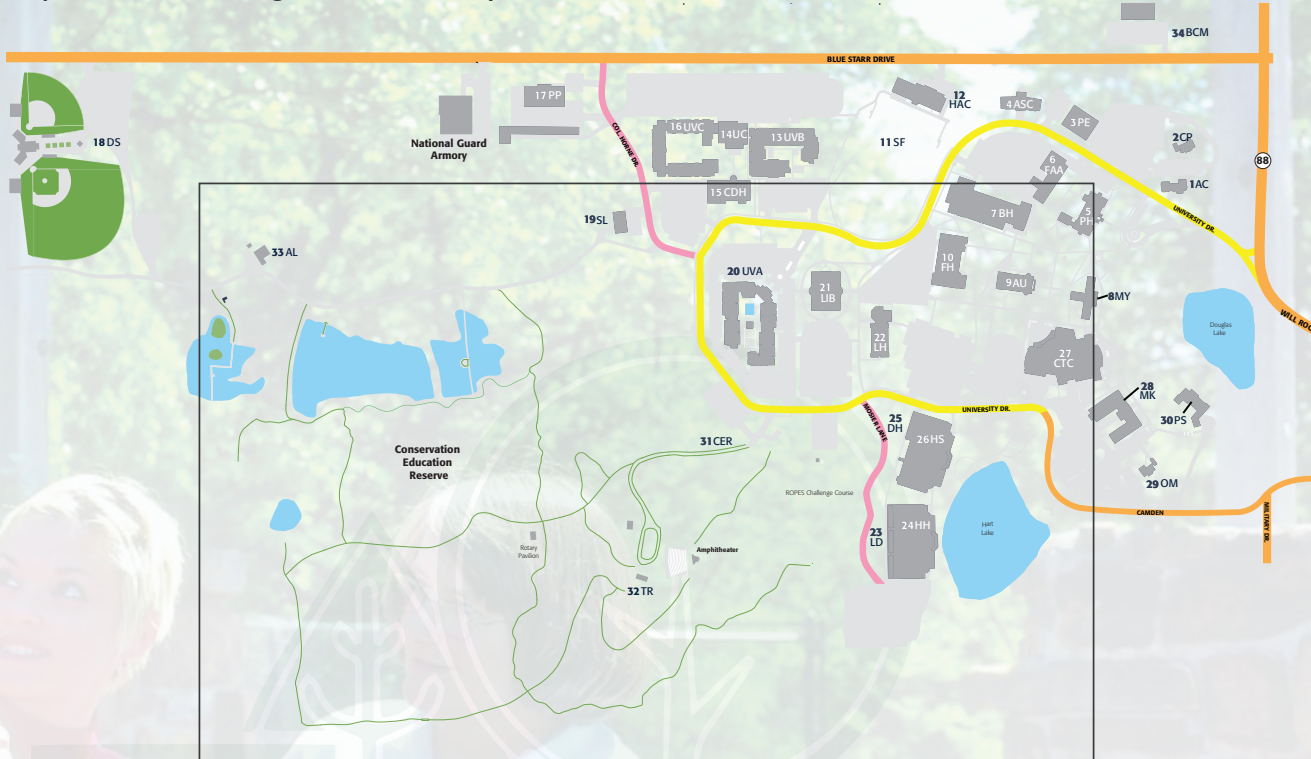 34 BCM
BLUE STARR DRIVE
12
HAC
17 PP
4 ASC
3 PE
National Guard
Armory
18 DS
COL. HORNE DR.
16 UVC
14UC
13 UVB
11 SF
2 CP
88
6
FAA
1 AC
15 CDH
7 BH
5
PH
UNIVERSITY DR.
19 SL
33 AL
10
FH
20 UVA
21
LIB
9 AU
8 MY
WILL ROG
Douglas
Lake
22
LH
27
CTC
28
MK
30 PS
MOSIER LANE
UNIVERSITY DR.
25
DH
26 HS
31 CER
Conservation
Education
Reserve
29 OM
ROPES Challenge Course
CAMDEN
MILITARY DR.
23
LD
24 HH
Hart
Lake
Rotary
Pavilion
Amphitheater
32 TR